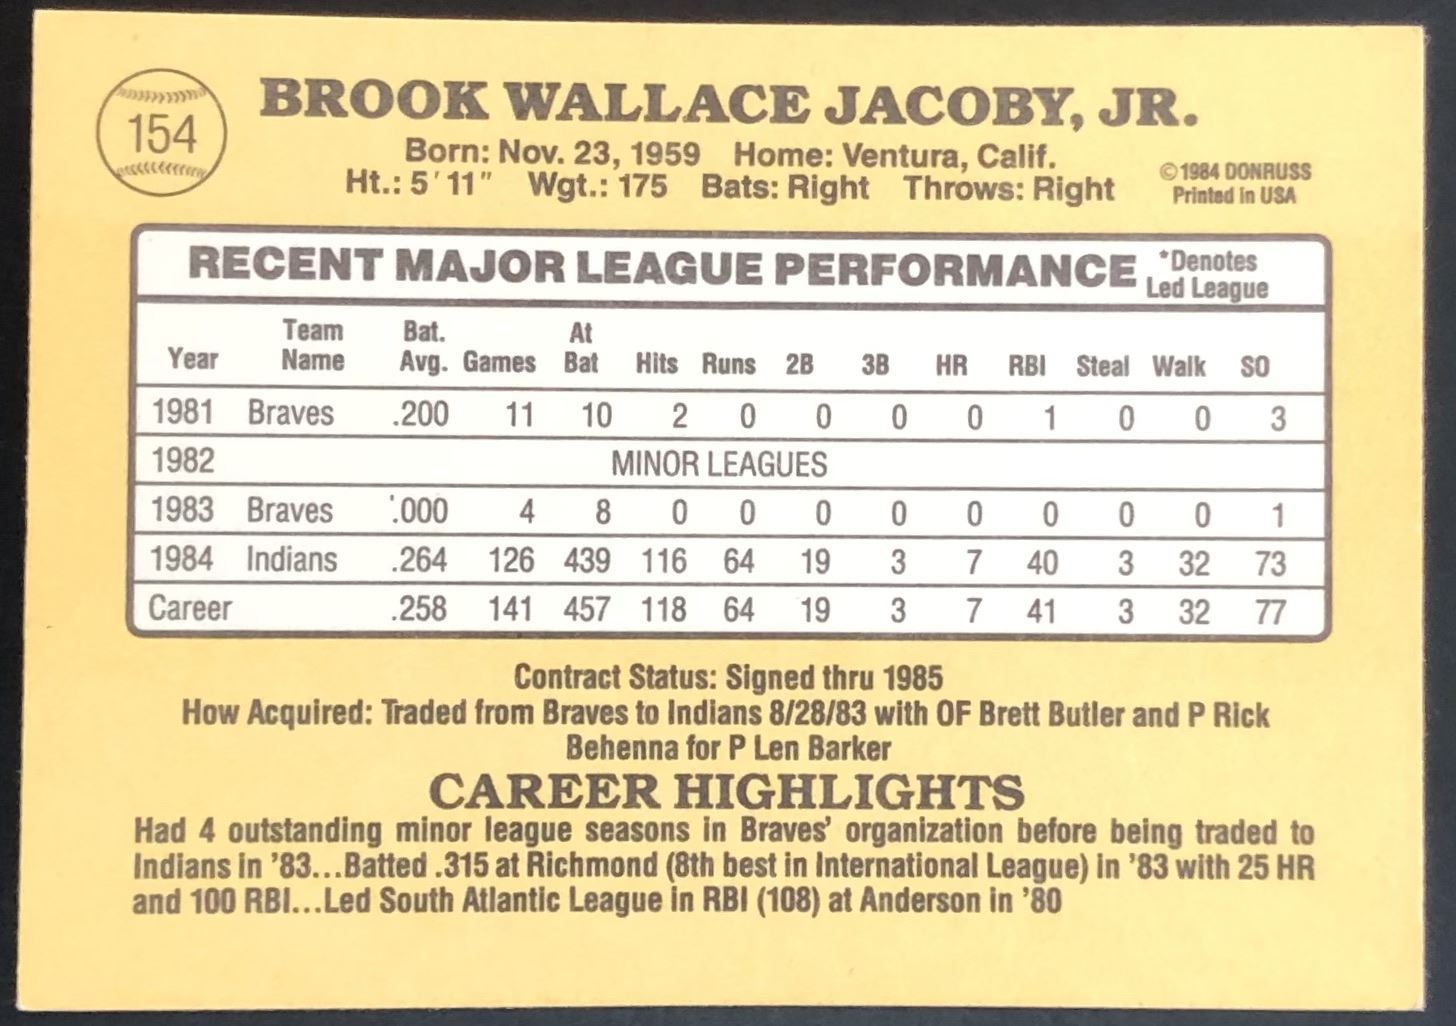 154
BROOK WALLACE JACOBY, JR.
Born: Nov. 23, 1959 Home: Ventura, Calif.
Ht.: 5'11" Wgt.: 175 Bats: Right Throws: Right
©1984 DONRUSS
Printed in USA
RECENT MAJOR LEAGUE PERFORMANCE
*Denotes
Led League
Year Team Name Bat. Avg. Games At Bat Hits Runs 2B 3B HR RBI Steal Walk SO
1981 Braves .200 11 10 2 0 0 0 0 1 0 0 3
1982 MINOR LEAGUES
1983 Braves .000 4 8 0 0 0 0 0 0 0 0 1
1984 Indians .264 126 439 116 64 19 3 7 40 3 32 73
Career .258 141 457 118 64 19 3 7 41 3 32 77
Contract Status: Signed thru 1985
How Acquired: Traded from Braves to Indians 8/28/83 with OF Brett Butler and P Rick
Behenna for P Len Barker
CAREER HIGHLIGHTS
Had 4 outstanding minor league seasons in Braves' organization before being traded to
Indians in '83...Batted .315 at Richmond (8th best in International League) in '83 with 25 HR
and 100 RBI...Led South Atlantic League in RBI (108) at Anderson in '80